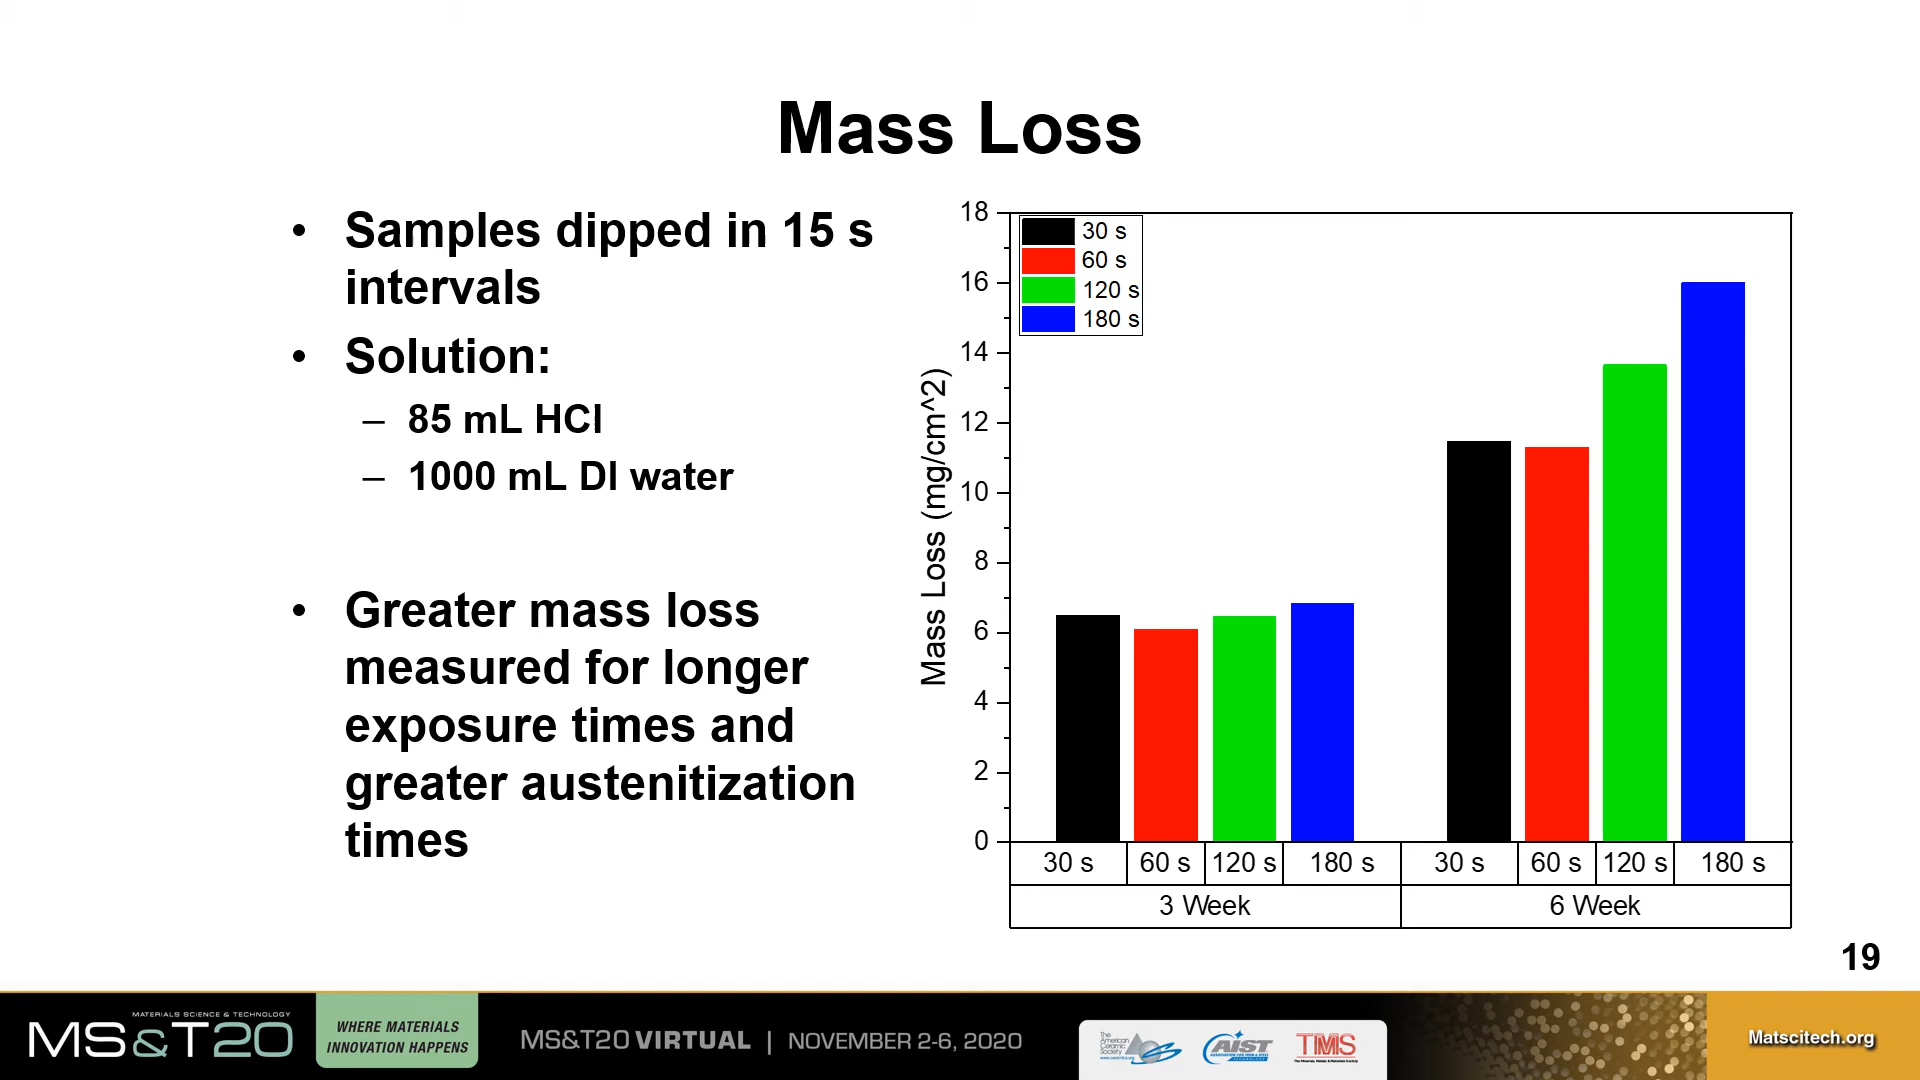 Mass Loss
• Samples dipped in 15 s
intervals
• Solution:
– 85 mL HCl
– 1000 mL DI water
• Greater mass loss
measured for longer
exposure times and
greater austenitization
times
Mass Loss (mg/cm^2)
18
16
14
12
10
8
6
4
2
0
30 s
60 s
120 s
180 s
30 s 60 s 120 s 180 s 30 s 60 s 120 s 180 s
3 Week 6 Week
19
MATERIALS SCIENCE & TECHNOLOGY
MS&T20
WHERE MATERIALS
INNOVATION HAPPENS
MS&T20 VIRTUAL | NOVEMBER 2-6, 2020
The
American
Ceramic
Society
AIST
TMS
Matscitech.org